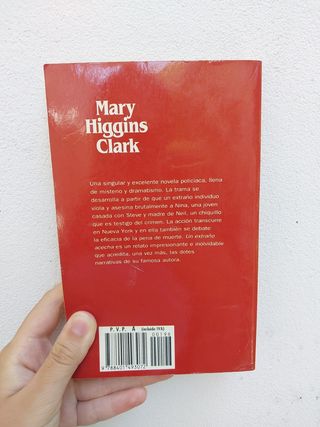 Mary
Higgins
Clark
Una singular y excelente novela policíaca, llena
de misterio y dramatismo. La trama se
desarrolla a partir de que un extraño individuo
viola y asesina brutalmente a Nina, una joven
casada con Steve y madre de Neil, un chiquillo
que es testigo del crimen. La acción transcurre
en Nueva York y en ella también se debate
la eficacia de la pena de muerte. Un extraño
acecha es un relato impresionante e inolvidable
que acredita, una vez más, las dotes
narrativas de su famosa autora.
P.V.P. A (incluido IVA)
00196
9 788401 493072